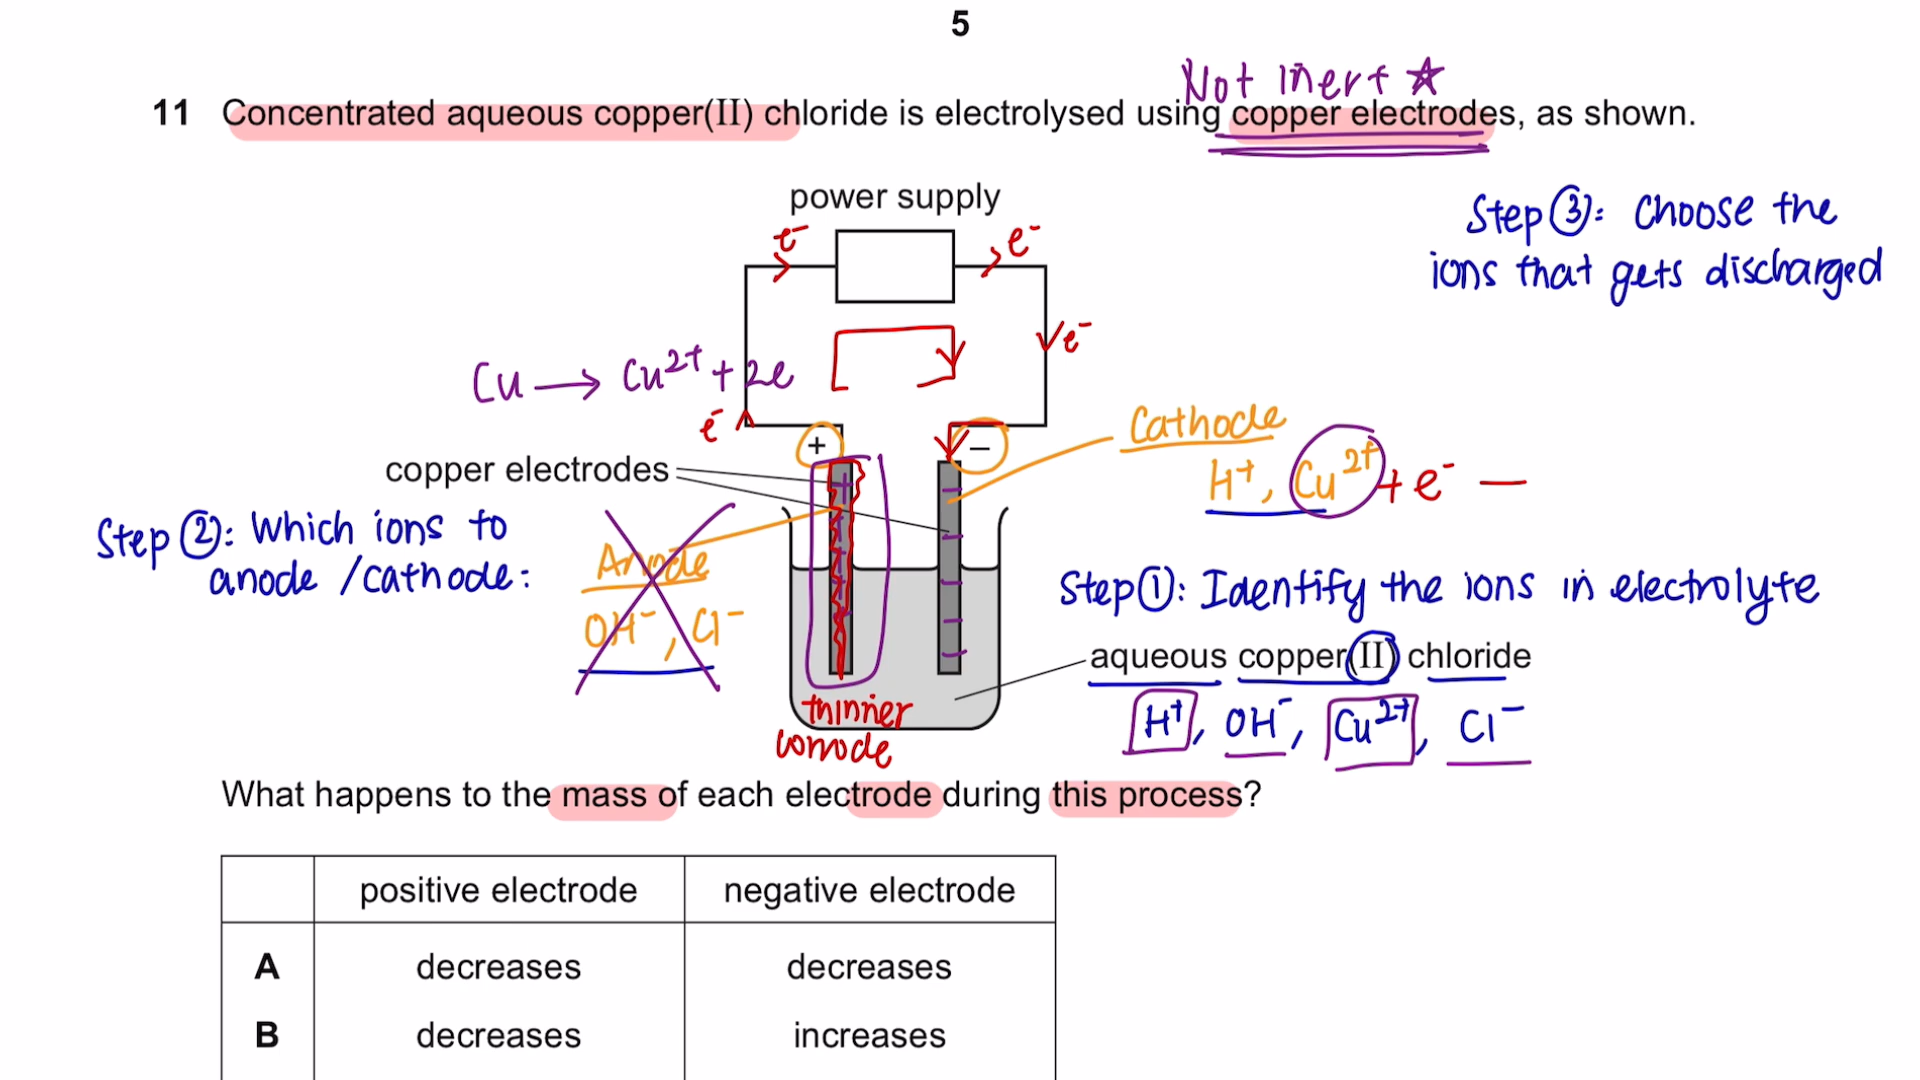 5
Not inert ☆
11 Concentrated aqueous copper(II) chloride is electrolysed using copper electrodes, as shown.
power supply
Step ③: Choose the
ions that gets discharged
e⁻
e⁻
e⁻
Cu → Cu²⁺ + 2e
e⁻
+
−
Cathode
H⁺, Cu²⁺ + e⁻ —
copper electrodes
Step ②: Which ions to
anode / cathode:
Anode
OH⁻, Cl⁻
Step ①: Identify the ions in electrolyte
aqueous copper(II) chloride
H⁺, OH⁻, Cu²⁺, Cl⁻
thinner
corrode
What happens to the mass of each electrode during this process?
positive electrode negative electrode
A decreases decreases
B decreases increases